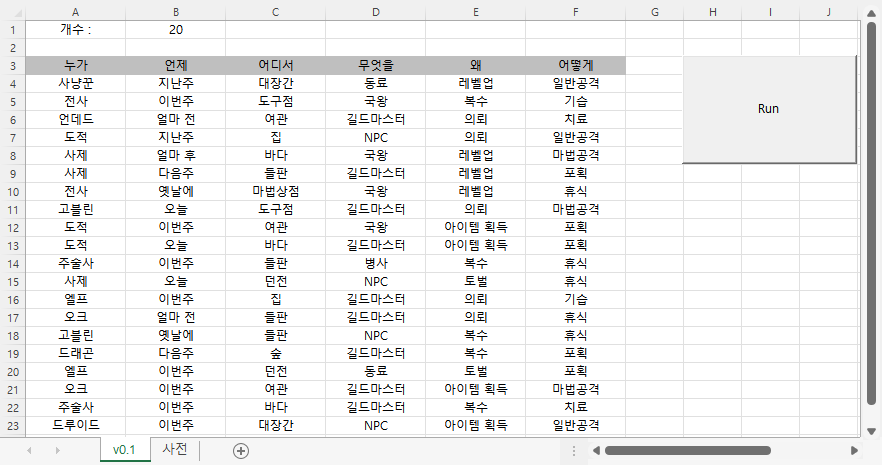 A B C D E F G H I J
1 개수 : 20
2
3 누가 언제 어디서 무엇을 왜 어떻게
4 사냥꾼 지난주 대장간 동료 레벨업 일반공격
5 전사 이번주 도구점 국왕 복수 기습
6 언데드 얼마 전 여관 길드마스터 의뢰 치료
7 도적 지난주 집 NPC 의뢰 일반공격
8 사제 얼마 후 바다 국왕 레벨업 마법공격
9 사제 다음주 들판 길드마스터 레벨업 포획
10 전사 옛날에 마법상점 국왕 레벨업 휴식
11 고블린 오늘 도구점 길드마스터 의뢰 마법공격
12 도적 이번주 여관 국왕 아이템 획득 포획
13 도적 오늘 바다 길드마스터 아이템 획득 포획
14 주술사 이번주 들판 병사 복수 휴식
15 사제 오늘 던전 NPC 토벌 휴식
16 엘프 이번주 집 길드마스터 의뢰 기습
17 오크 얼마 전 들판 길드마스터 의뢰 휴식
18 고블린 옛날에 들판 NPC 복수 휴식
19 드래곤 다음주 숲 길드마스터 복수 포획
20 엘프 이번주 던전 동료 토벌 포획
21 오크 이번주 여관 길드마스터 아이템 획득 마법공격
22 주술사 이번주 바다 길드마스터 복수 치료
23 드루이드 이번주 대장간 NPC 아이템 획득 일반공격
Run
v0.1 사전